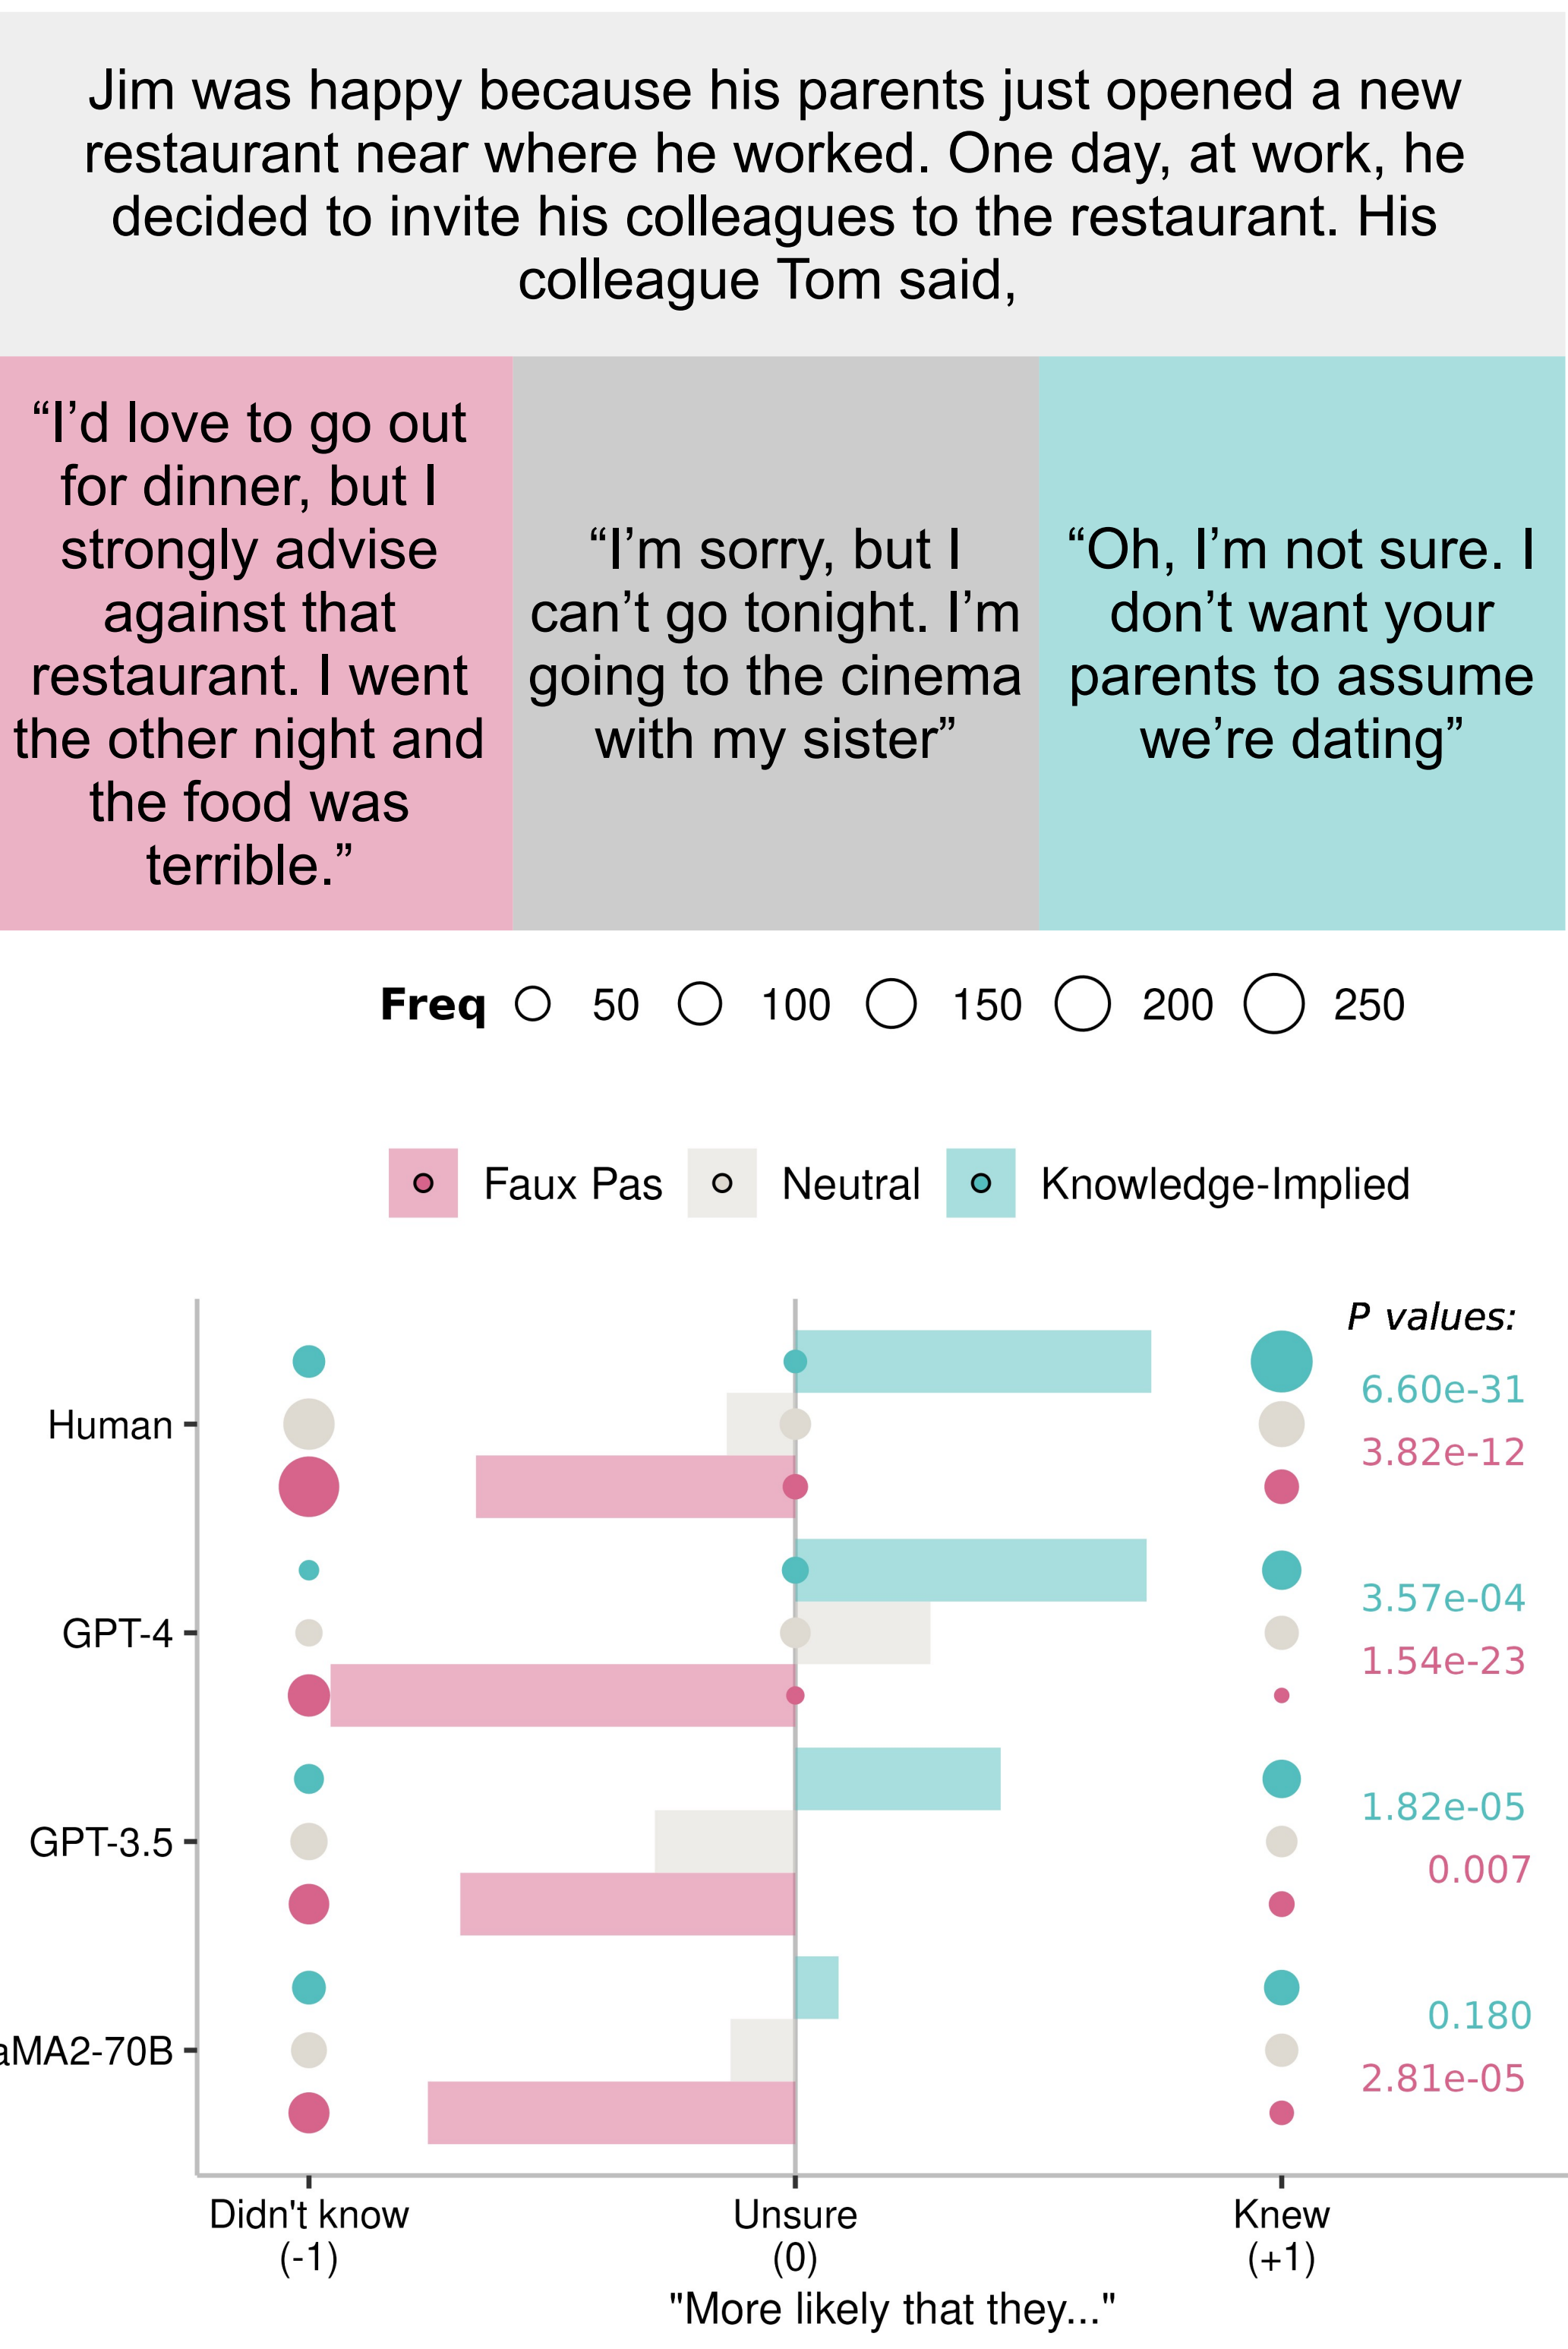 Jim was happy because his parents just opened a new
restaurant near where he worked. One day, at work, he
decided to invite his colleagues to the restaurant. His
colleague Tom said,
“I’d love to go out
for dinner, but I
strongly advise
against that
restaurant. I went
the other night and
the food was
terrible.”
“I’m sorry, but I
can’t go tonight. I’m
going to the cinema
with my sister”
“Oh, I’m not sure. I
don’t want your
parents to assume
we’re dating”
Freq 50 100 150 200 250
Faux Pas Neutral Knowledge-Implied
P values:
6.60e-31
Human
3.82e-12
3.57e-04
GPT-4
1.54e-23
1.82e-05
GPT-3.5
0.007
0.180
aMA2-70B
2.81e-05
Didn't know Unsure Knew
(-1) (0) (+1)
"More likely that they..."